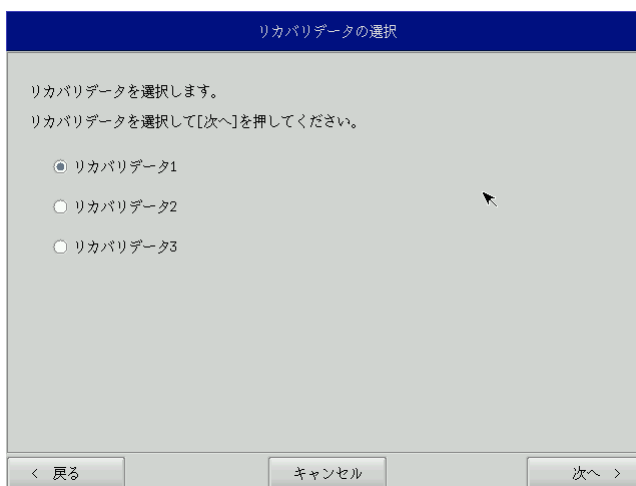 リカバリデータの選択
リカバリデータを選択します。
リカバリデータを選択して[次へ]を押してください。
リカバリデータ1
リカバリデータ2
リカバリデータ3
< 戻る
キャンセル
次へ >